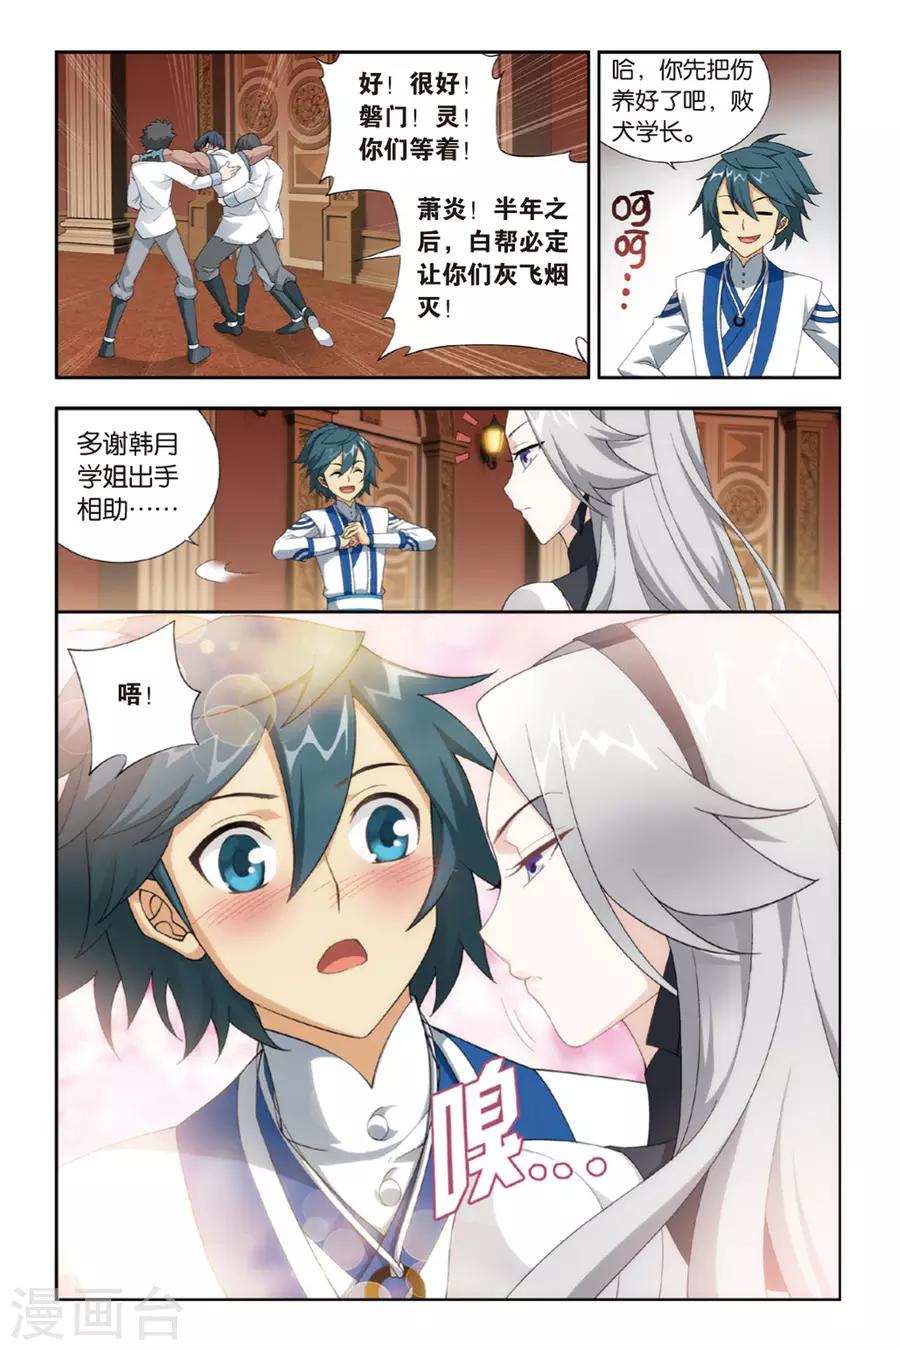 好！很好！
磐门！灵！
你们等着！
萧炎！半年之
后，白帮必定
让你们灰飞烟
灭！
哈，你先把伤
养好了吧，败
犬学长。
呵
呵
...
多谢韩月
学姐出手
相助……
唔！
嗅...
漫画台